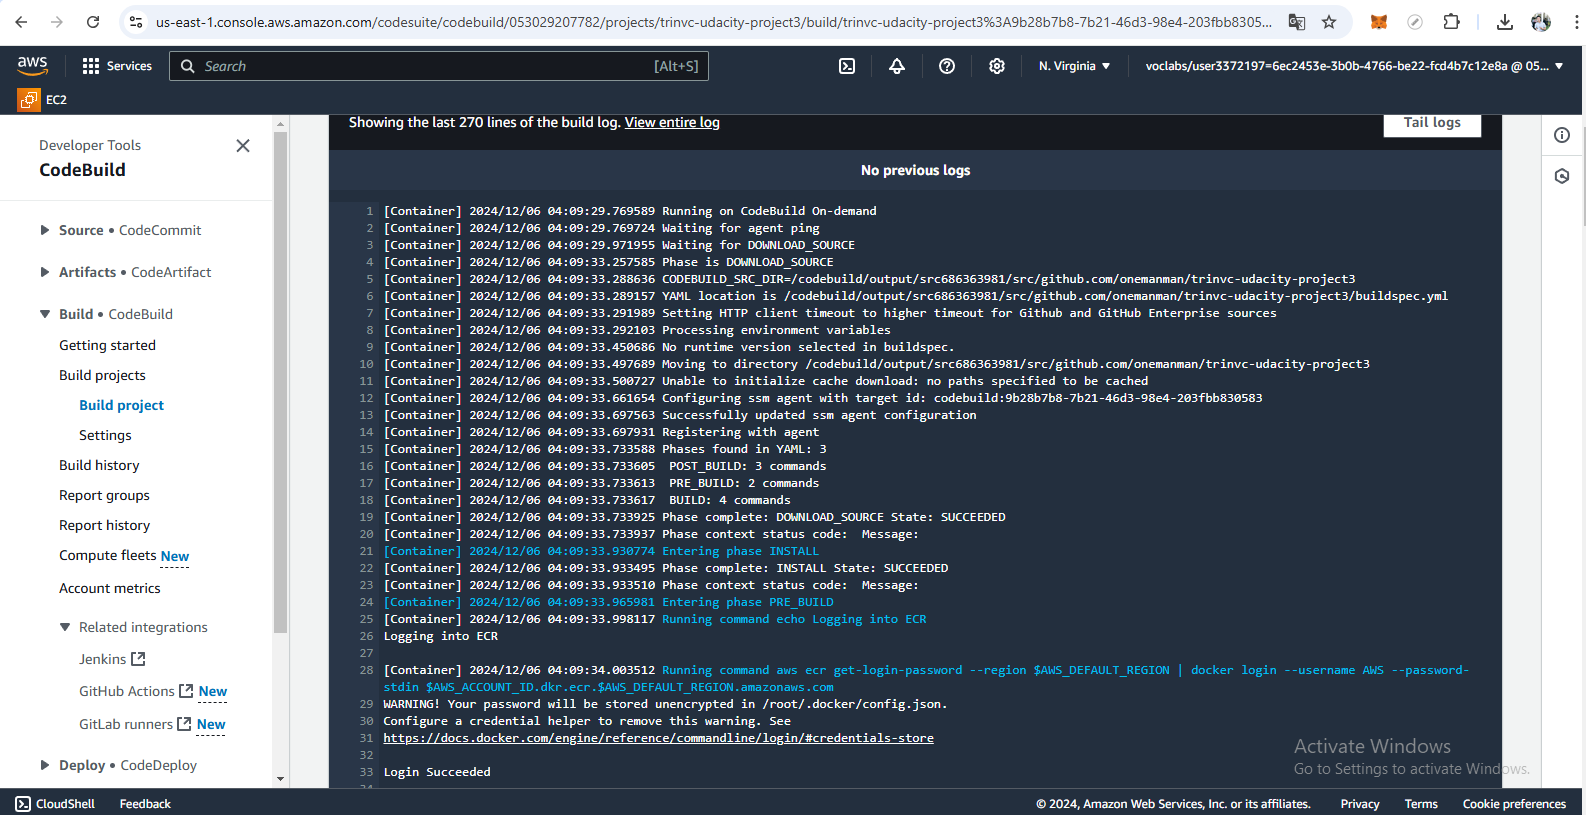 us-east-1.console.aws.amazon.com/codesuite/codebuild/053029207782/projects/trinvc-udacity-project3/build/trinvc-udacity-project3%3A9b28b7b8-7b21-46d3-98e4-203fbb8305...
aws
Services
Search
[Alt+S]
N. Virginia
voclabs/user3372197=6ec2453e-3b0b-4766-be22-fcd4b7c12e8a @ 05...
EC2
Developer Tools
CodeBuild
Source • CodeCommit
Artifacts • CodeArtifact
Build • CodeBuild
Getting started
Build projects
Build project
Settings
Build history
Report groups
Report history
Compute fleets New
Account metrics
Related integrations
Jenkins
GitHub Actions New
GitLab runners New
Deploy • CodeDeploy
Showing the last 270 lines of the build log. View entire log
Tail logs
No previous logs
1 [Container] 2024/12/06 04:09:29.769589 Running on CodeBuild On-demand
2 [Container] 2024/12/06 04:09:29.769724 Waiting for agent ping
3 [Container] 2024/12/06 04:09:29.971955 Waiting for DOWNLOAD_SOURCE
4 [Container] 2024/12/06 04:09:33.257585 Phase is DOWNLOAD_SOURCE
5 [Container] 2024/12/06 04:09:33.288636 CODEBUILD_SRC_DIR=/codebuild/output/src686363981/src/github.com/onemanman/trinvc-udacity-project3
6 [Container] 2024/12/06 04:09:33.289157 YAML location is /codebuild/output/src686363981/src/github.com/onemanman/trinvc-udacity-project3/buildspec.yml
7 [Container] 2024/12/06 04:09:33.291989 Setting HTTP client timeout to higher timeout for Github and GitHub Enterprise sources
8 [Container] 2024/12/06 04:09:33.292103 Processing environment variables
9 [Container] 2024/12/06 04:09:33.450686 No runtime version selected in buildspec.
10 [Container] 2024/12/06 04:09:33.497689 Moving to directory /codebuild/output/src686363981/src/github.com/onemanman/trinvc-udacity-project3
11 [Container] 2024/12/06 04:09:33.500727 Unable to initialize cache download: no paths specified to be cached
12 [Container] 2024/12/06 04:09:33.661654 Configuring ssm agent with target id: codebuild:9b28b7b8-7b21-46d3-98e4-203fbb830583
13 [Container] 2024/12/06 04:09:33.697563 Successfully updated ssm agent configuration
14 [Container] 2024/12/06 04:09:33.697931 Registering with agent
15 [Container] 2024/12/06 04:09:33.733588 Phases found in YAML: 3
16 [Container] 2024/12/06 04:09:33.733605  POST_BUILD: 3 commands
17 [Container] 2024/12/06 04:09:33.733613  PRE_BUILD: 2 commands
18 [Container] 2024/12/06 04:09:33.733617  BUILD: 4 commands
19 [Container] 2024/12/06 04:09:33.733925 Phase complete: DOWNLOAD_SOURCE State: SUCCEEDED
20 [Container] 2024/12/06 04:09:33.733937 Phase context status code:  Message:
21 [Container] 2024/12/06 04:09:33.930774 Entering phase INSTALL
22 [Container] 2024/12/06 04:09:33.933495 Phase complete: INSTALL State: SUCCEEDED
23 [Container] 2024/12/06 04:09:33.933510 Phase context status code:  Message:
24 [Container] 2024/12/06 04:09:33.965981 Entering phase PRE_BUILD
25 [Container] 2024/12/06 04:09:33.998117 Running command echo Logging into ECR
26 Logging into ECR
27
28 [Container] 2024/12/06 04:09:34.003512 Running command aws ecr get-login-password --region $AWS_DEFAULT_REGION | docker login --username AWS --password-
stdin $AWS_ACCOUNT_ID.dkr.ecr.$AWS_DEFAULT_REGION.amazonaws.com
29 WARNING! Your password will be stored unencrypted in /root/.docker/config.json.
30 Configure a credential helper to remove this warning. See
31 https://docs.docker.com/engine/reference/commandline/login/#credentials-store
32
33 Login Succeeded
Activate Windows
Go to Settings to activate Windows.
CloudShell
Feedback
© 2024, Amazon Web Services, Inc. or its affiliates.
Privacy
Terms
Cookie preferences